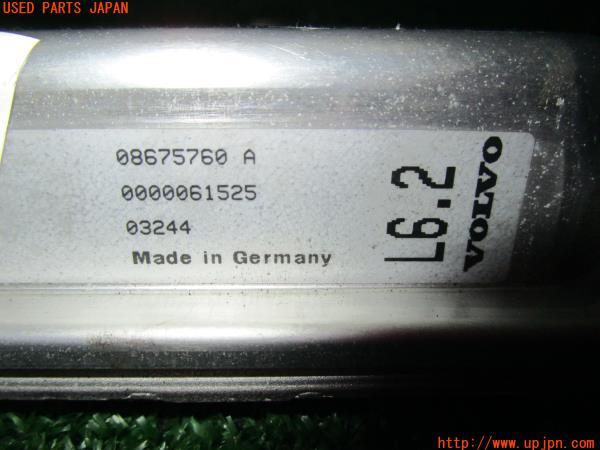 USED PARTS JAPAN
08675760 A
0000061525
03244
Made in Germany
L6.2
VOLVO
http://www.upjpn.com/